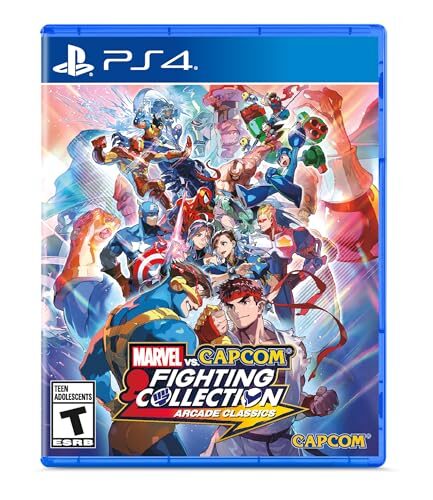 PS4
MARVEL VS. CAPCOM
FIGHTING
COLLECTION
ARCADE CLASSICS
TEEN
ADOLESCENTS
T
ESRB
CAPCOM